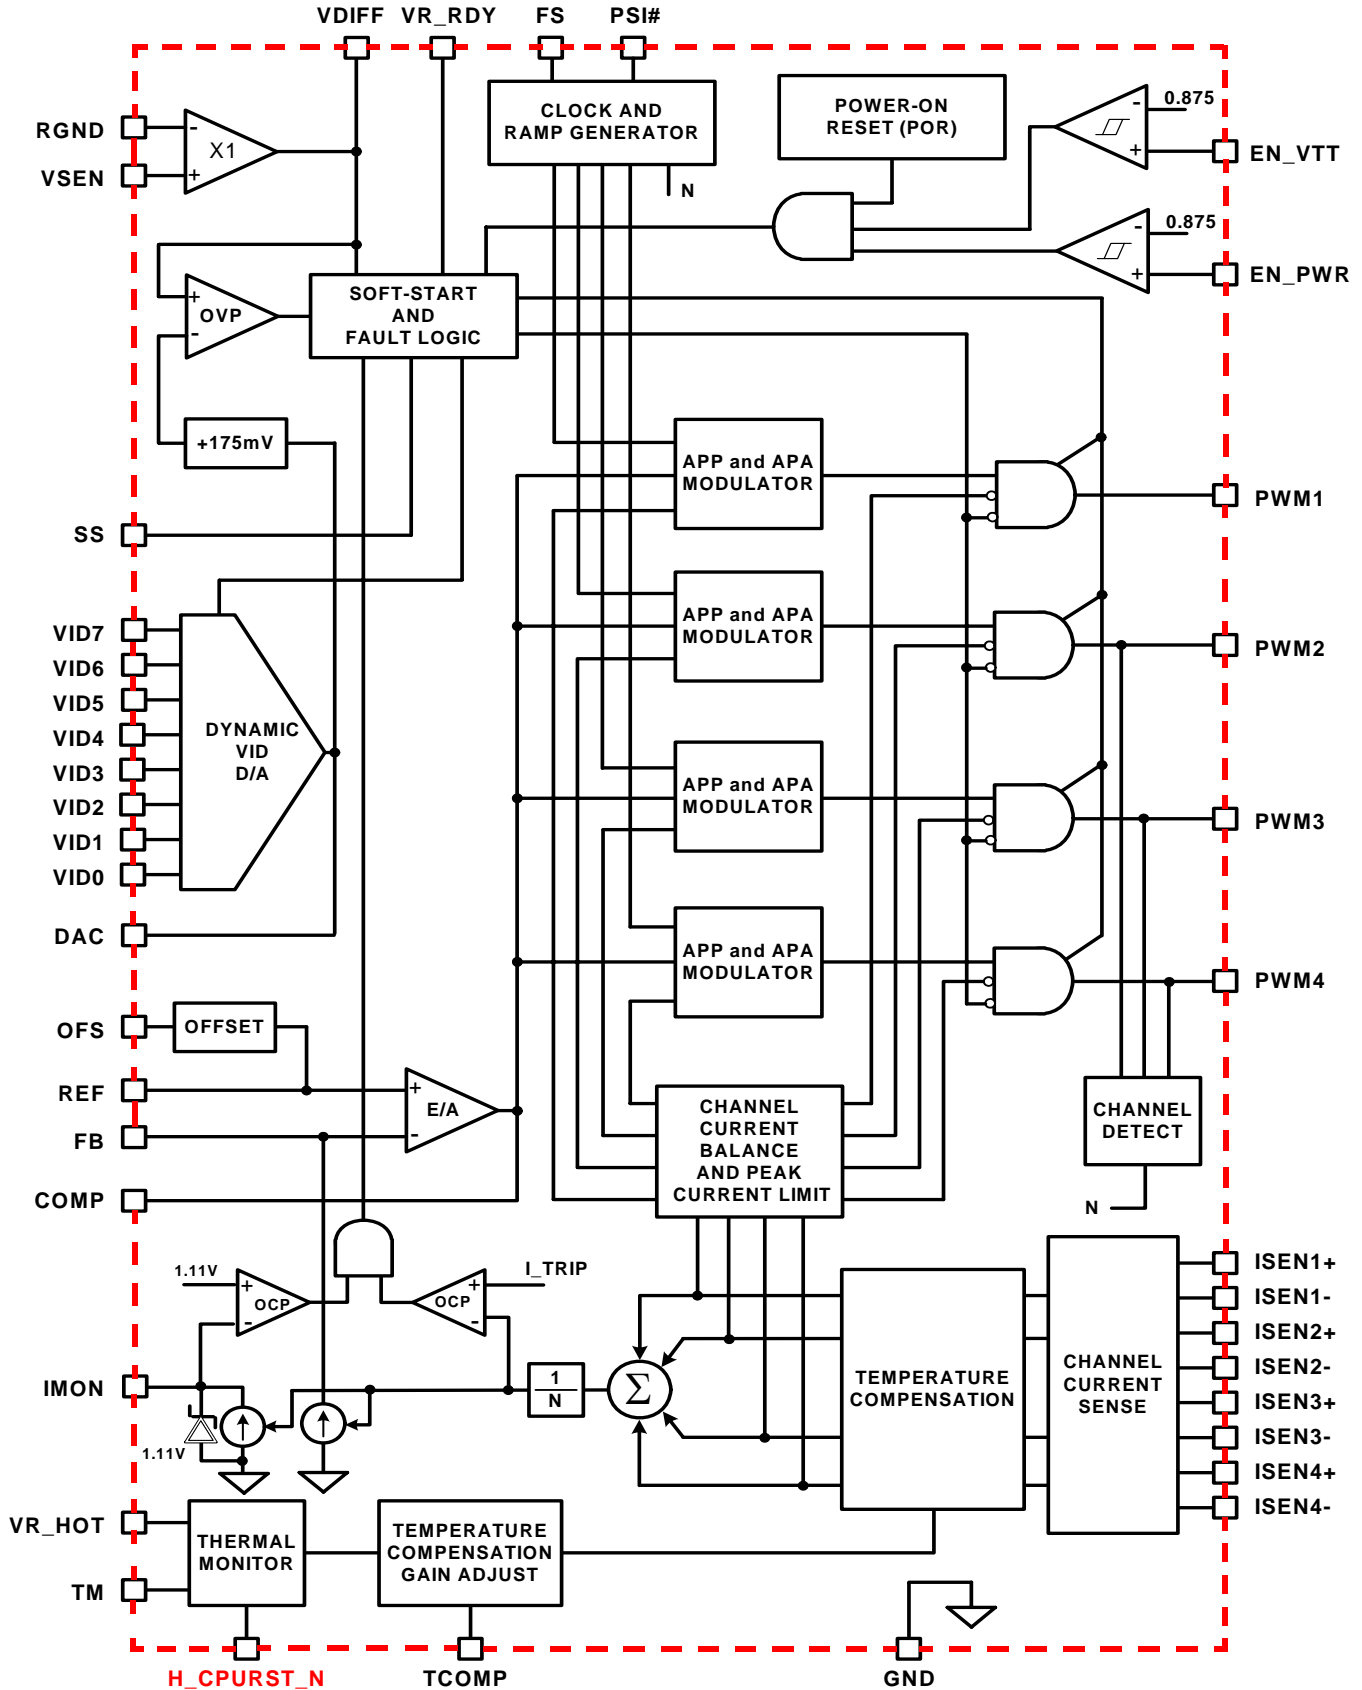 VDIFF VR_RDY FS PSI#
CLOCK AND
RAMP GENERATOR
N
POWER-ON
RESET (POR)
-
0.875
+
EN_VTT
-
0.875
+
EN_PWR
RGND
VSEN
-
X1
+
+
OVP
-
SOFT-START
AND
FAULT LOGIC
+175mV
SS
VID7
VID6
VID5
VID4
VID3
VID2
VID1
VID0
DYNAMIC
VID
D/A
DAC
APP and APA
MODULATOR
PWM1
APP and APA
MODULATOR
PWM2
APP and APA
MODULATOR
PWM3
APP and APA
MODULATOR
PWM4
OFS
OFFSET
REF
FB
+
E/A
-
COMP
CHANNEL
CURRENT
BALANCE
AND PEAK
CURRENT LIMIT
CHANNEL
DETECT
N
1.11V
+
OCP
-
I_TRIP
+
OCP
-
IMON
1.11V
1
N
Σ
TEMPERATURE
COMPENSATION
CHANNEL
CURRENT
SENSE
ISEN1+
ISEN1-
ISEN2+
ISEN2-
ISEN3+
ISEN3-
ISEN4+
ISEN4-
VR_HOT
TM
THERMAL
MONITOR
TEMPERATURE
COMPENSATION
GAIN ADJUST
H_CPURST_N
TCOMP
GND